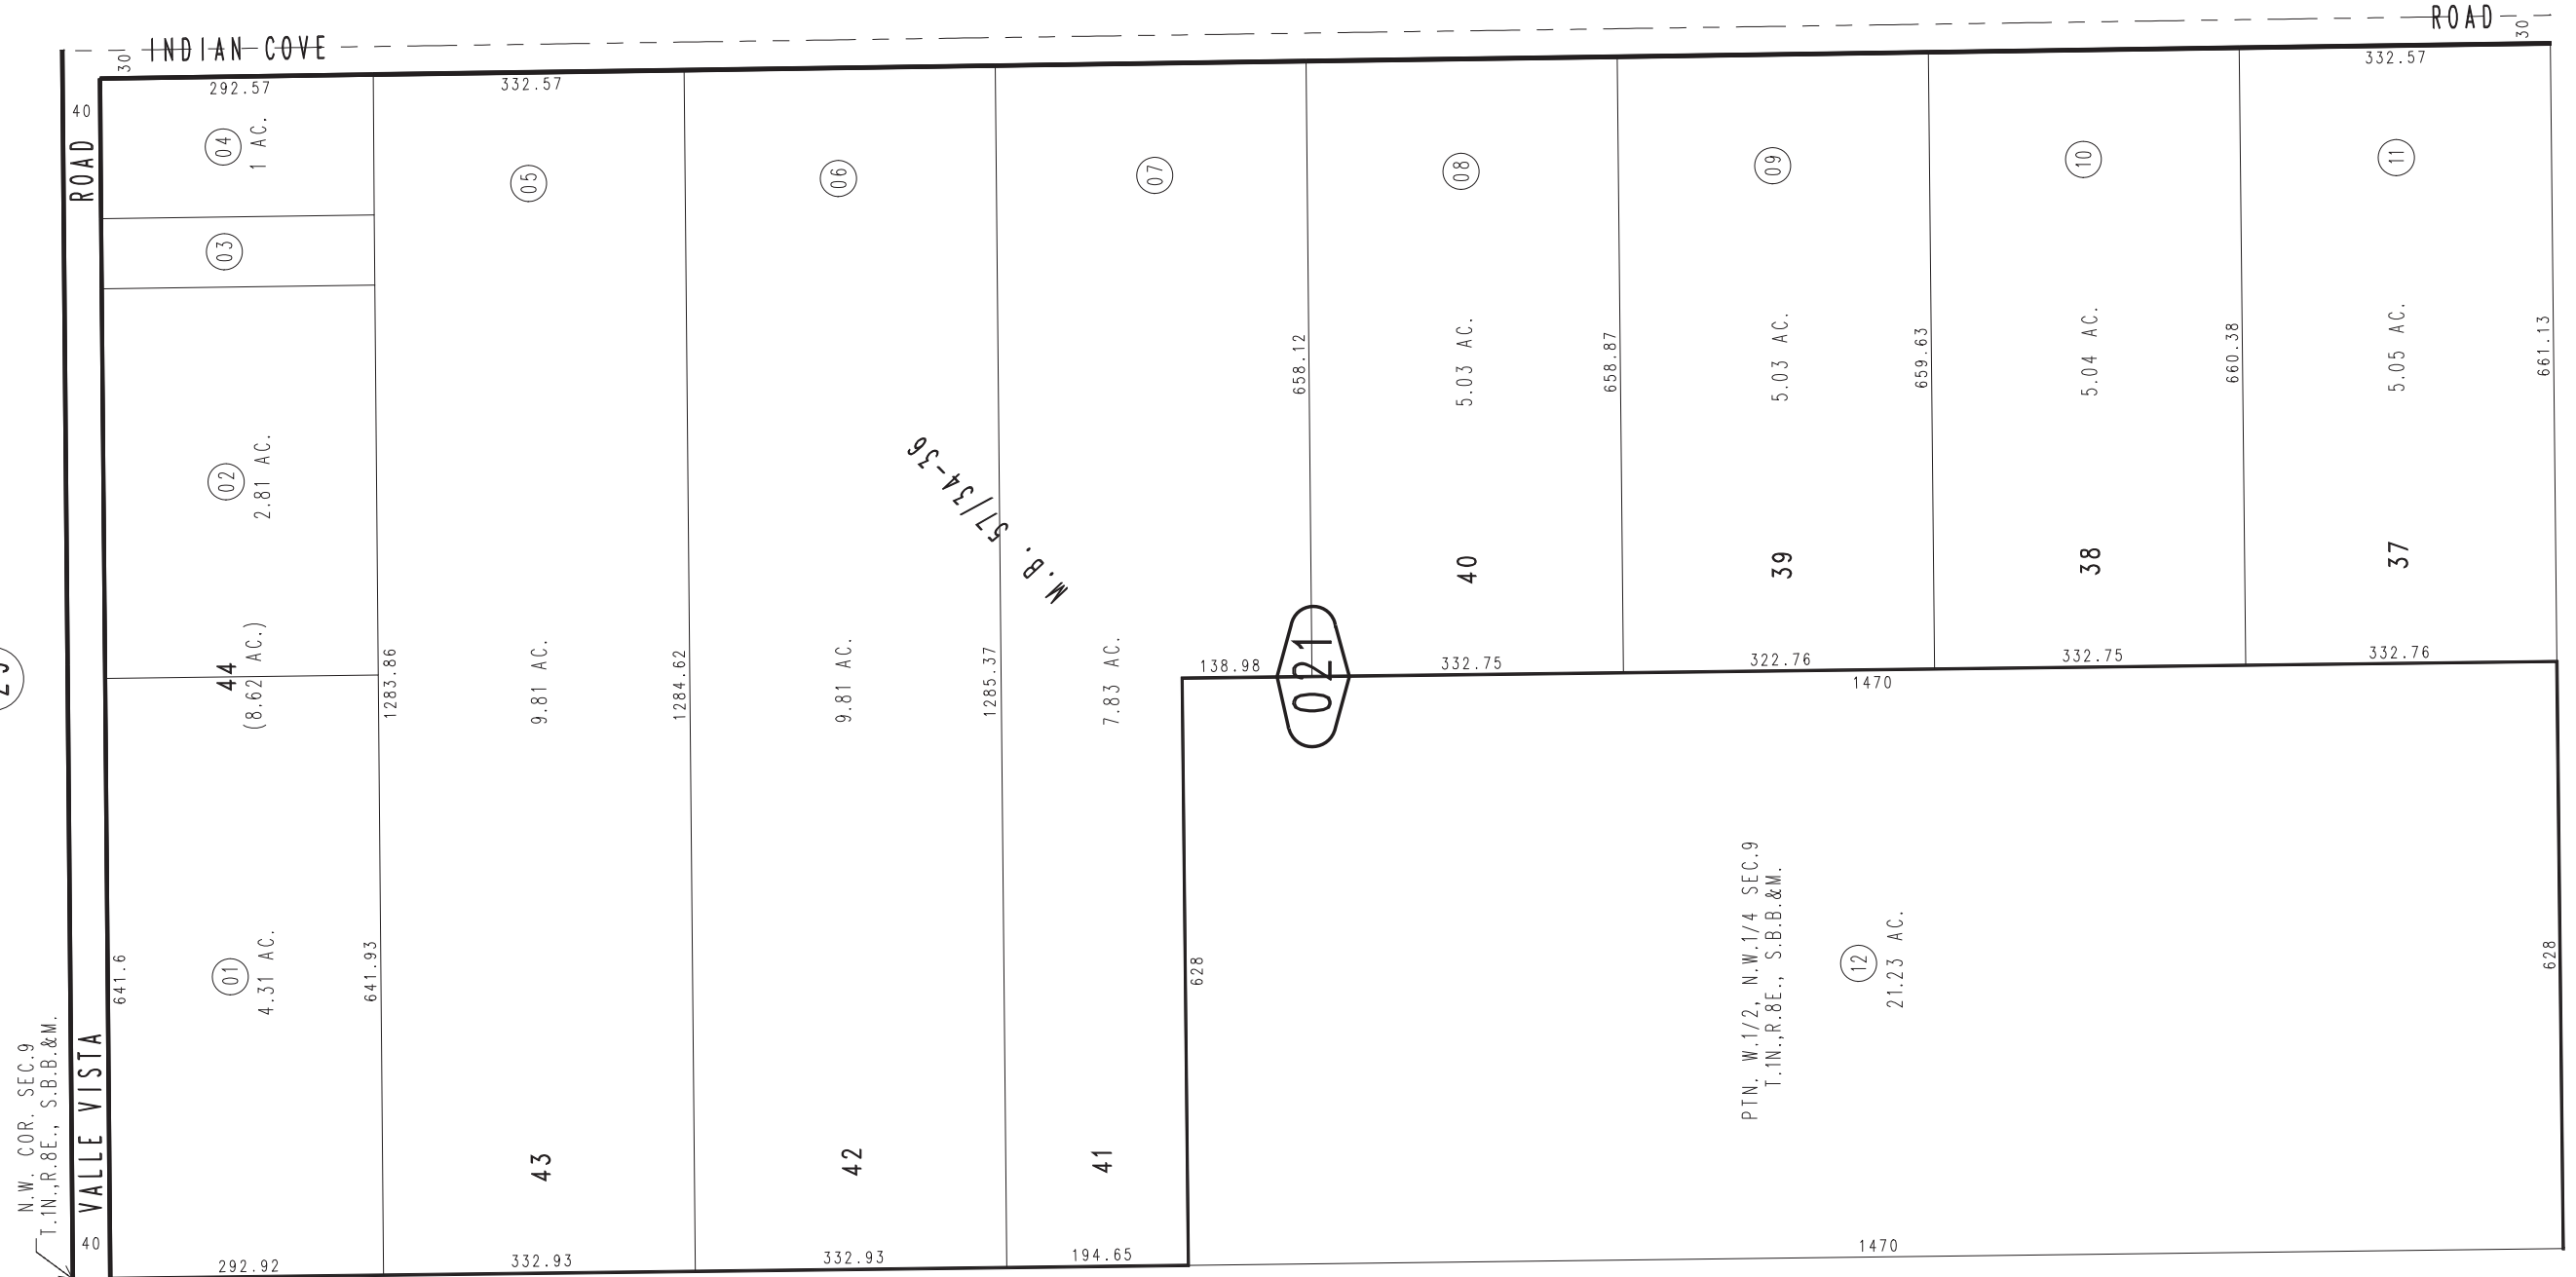 INDIAN COVE
ROAD
30
30
40
ROAD
292.57
332.57
332.57
04
1 AC.
03
05
06
07
08
09
10
11
02
2.81 AC.
658.12
5.03 AC.
658.87
5.03 AC.
659.63
5.04 AC.
660.38
5.05 AC.
661.13
M.B. 57/34-36
40
39
38
37
44
(8.62 AC.)
1283.86
9.81 AC.
1284.62
9.81 AC.
1285.37
7.83 AC.
138.98
021
332.75
322.76
332.75
332.76
1470
641.6
01
4.31 AC.
641.93
628
PTN. W.1/2, N.W.1/4 SEC.9
T.1N.,R.8E., S.B.B.&M.
12
21.23 AC.
628
N.W. COR. SEC.9
T.1N.,R.8E., S.B.B.&M.
VALLE VISTA
40
43
42
41
292.92
332.93
332.93
194.65
1470